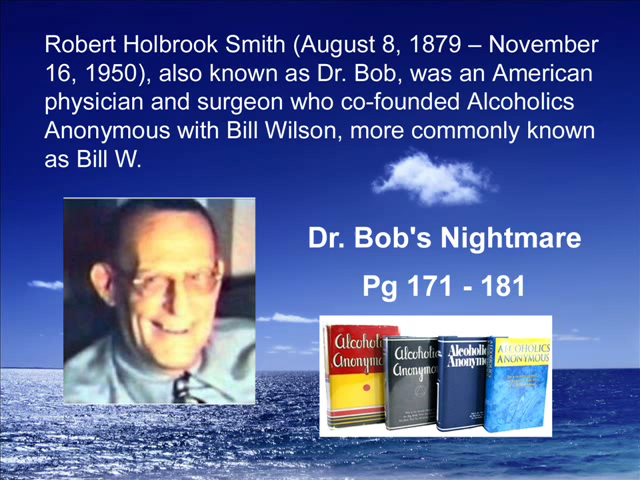 Robert Holbrook Smith (August 8, 1879 – November
16, 1950), also known as Dr. Bob, was an American
physician and surgeon who co-founded Alcoholics
Anonymous with Bill Wilson, more commonly known
as Bill W.
Dr. Bob's Nightmare
Pg 171 - 181
Alcoholics
Anonymous
Alcoholics
Anonymous
ALCOHOLICS
ANONYMOUS